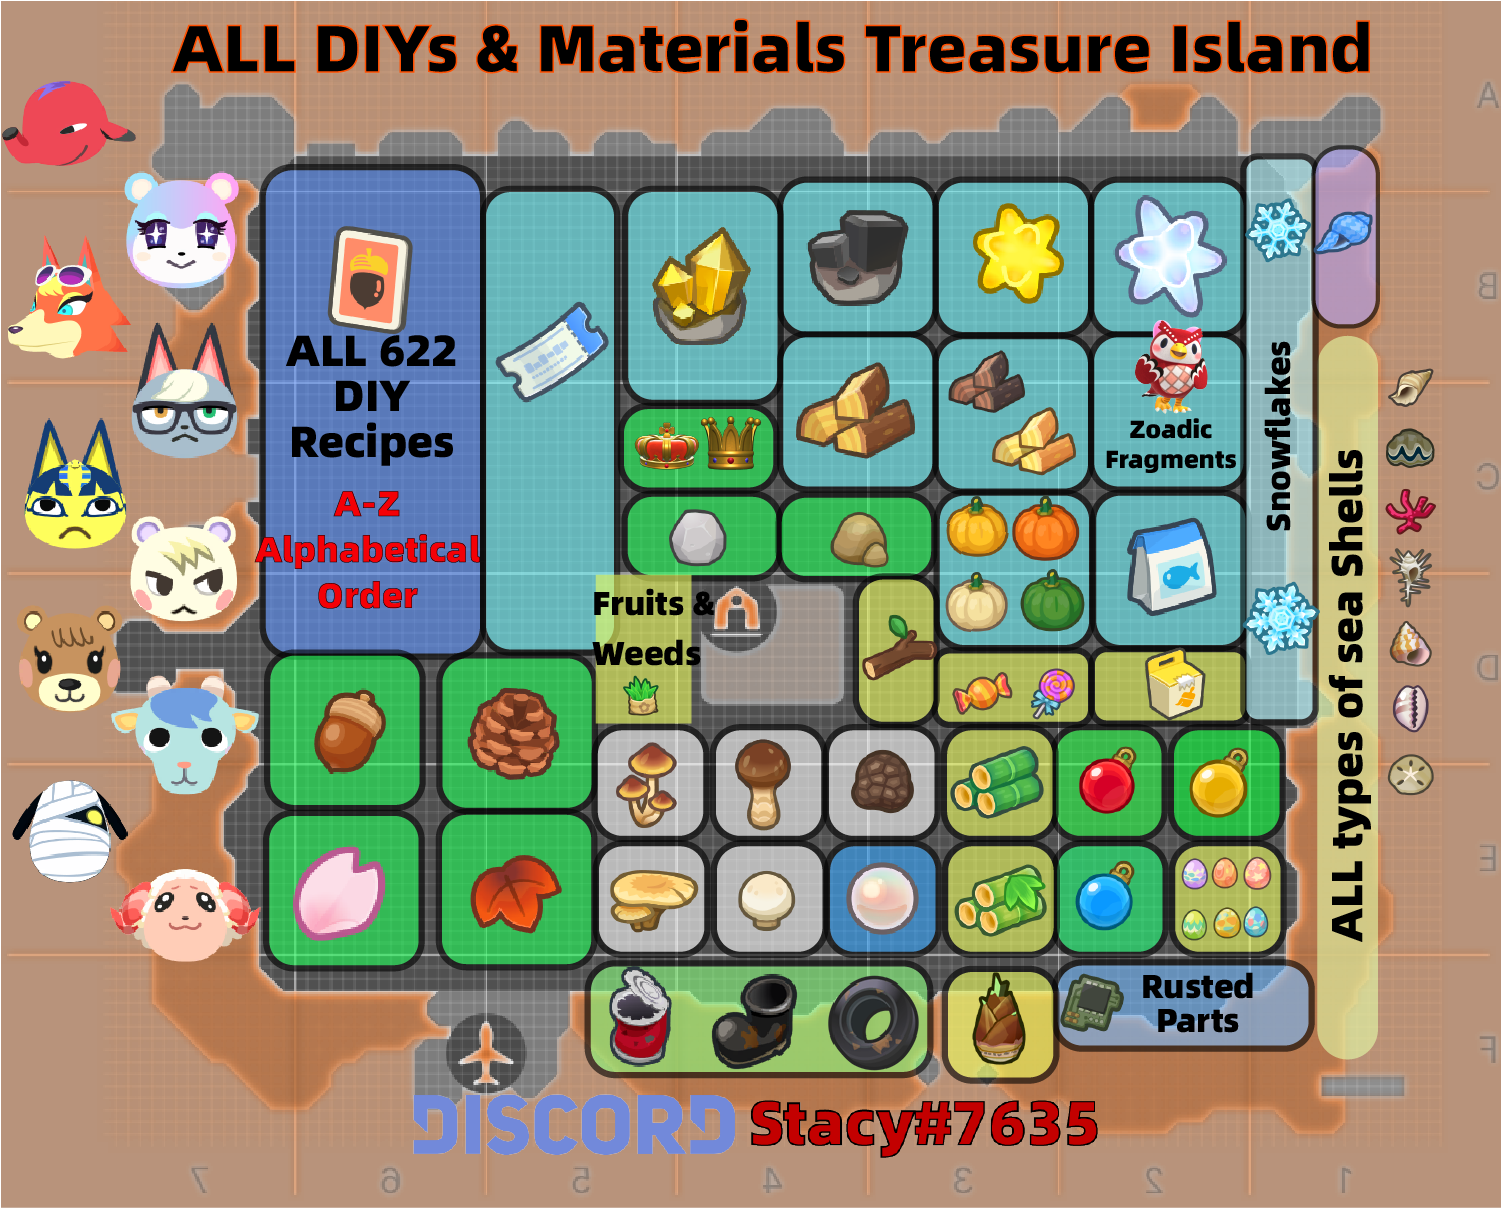 ALL DIYs & Materials Treasure Island
A
B
C
D
E
F
ALL 622
DIY
Recipes
A-Z
Alphabetical
Order
Zoadic
Fragments
Snowflakes
ALL types of sea Shells
Fruits &
Weeds
Rusted
Parts
DISCORD Stacy#7635
7 6 5 4 3 2 1